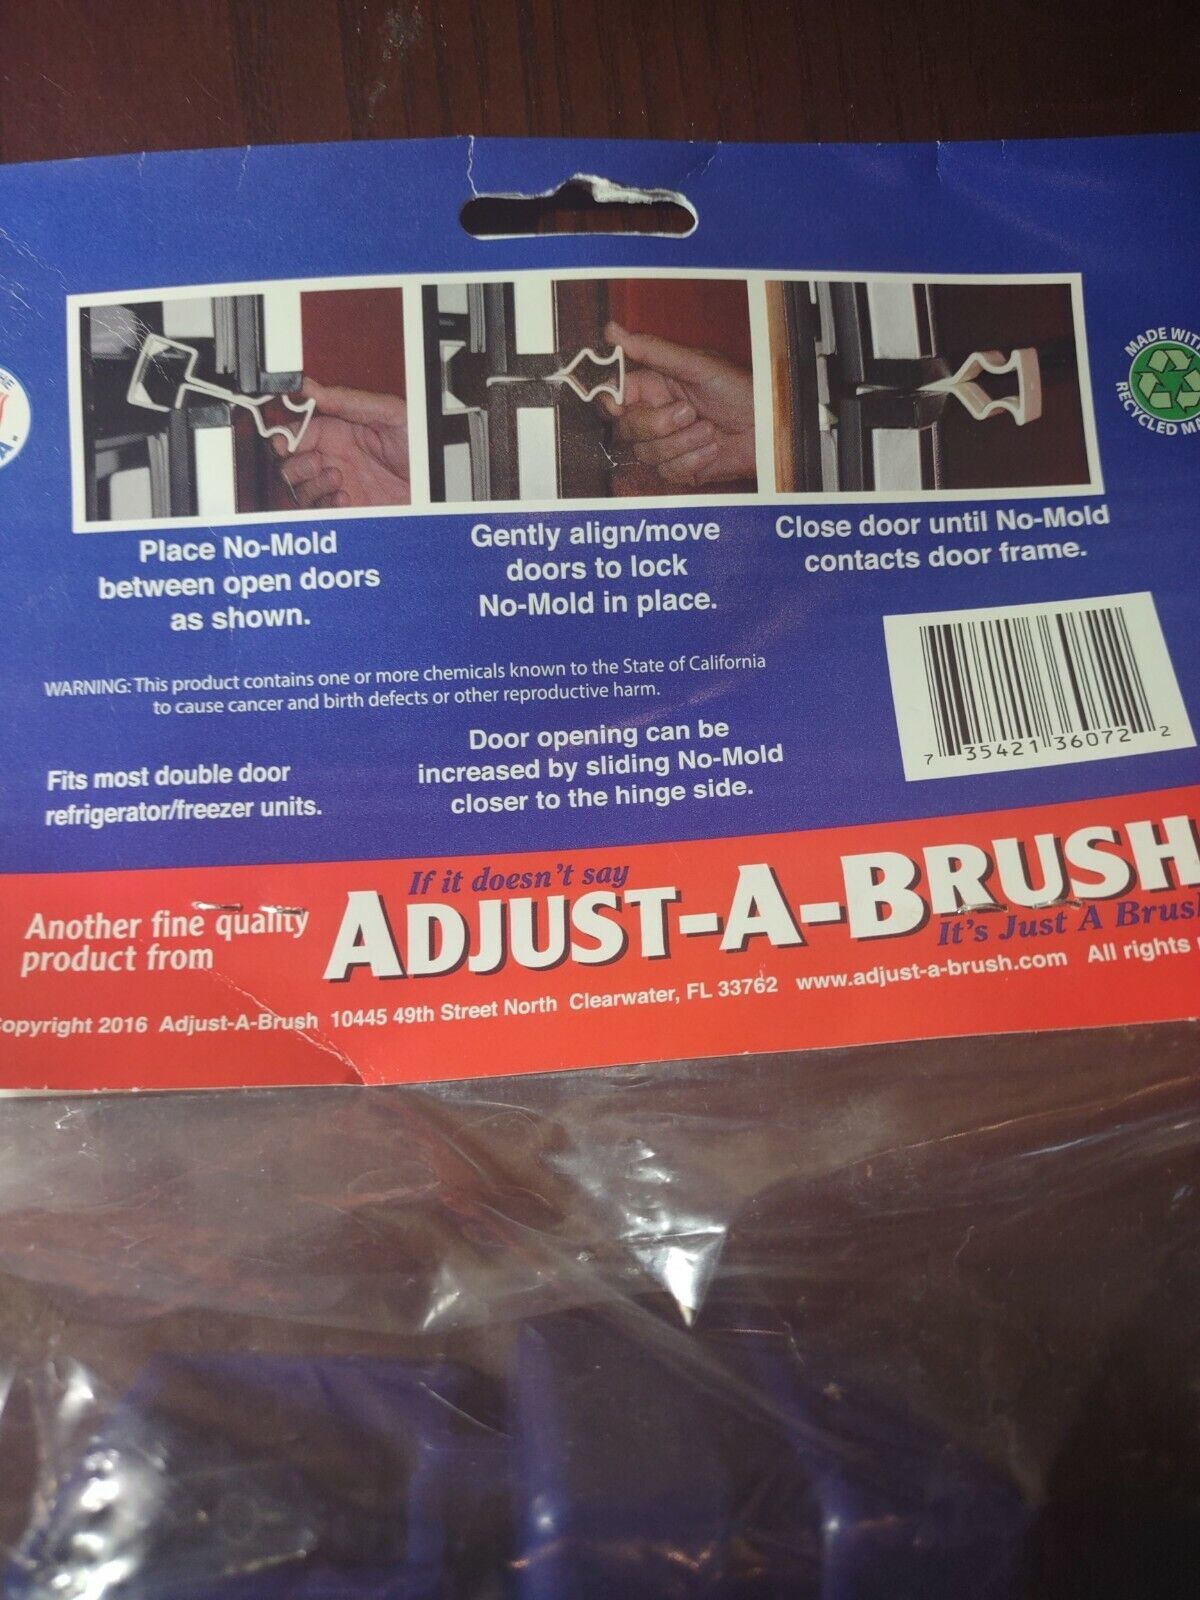 THE
A.
MADE WITH
RECYCLED
Place No-Mold
between open doors
as shown.
Gently align/move
doors to lock
No-Mold in place.
Close door until No-Mold
contacts door frame.
WARNING: This product contains one or more chemicals known to the State of California
to cause cancer and birth defects or other reproductive harm.
Fits most double door
refrigerator/freezer units.
Door opening can be
increased by sliding No-Mold
closer to the hinge side.
7 35421 36072 2
Another fine quality
product from
If it doesn't say
ADJUST-A-BRUSH
It's Just A Brush
opyright 2016 Adjust-A-Brush 10445 49th Street North Clearwater, FL 33762 www.adjust-a-brush.com All rights